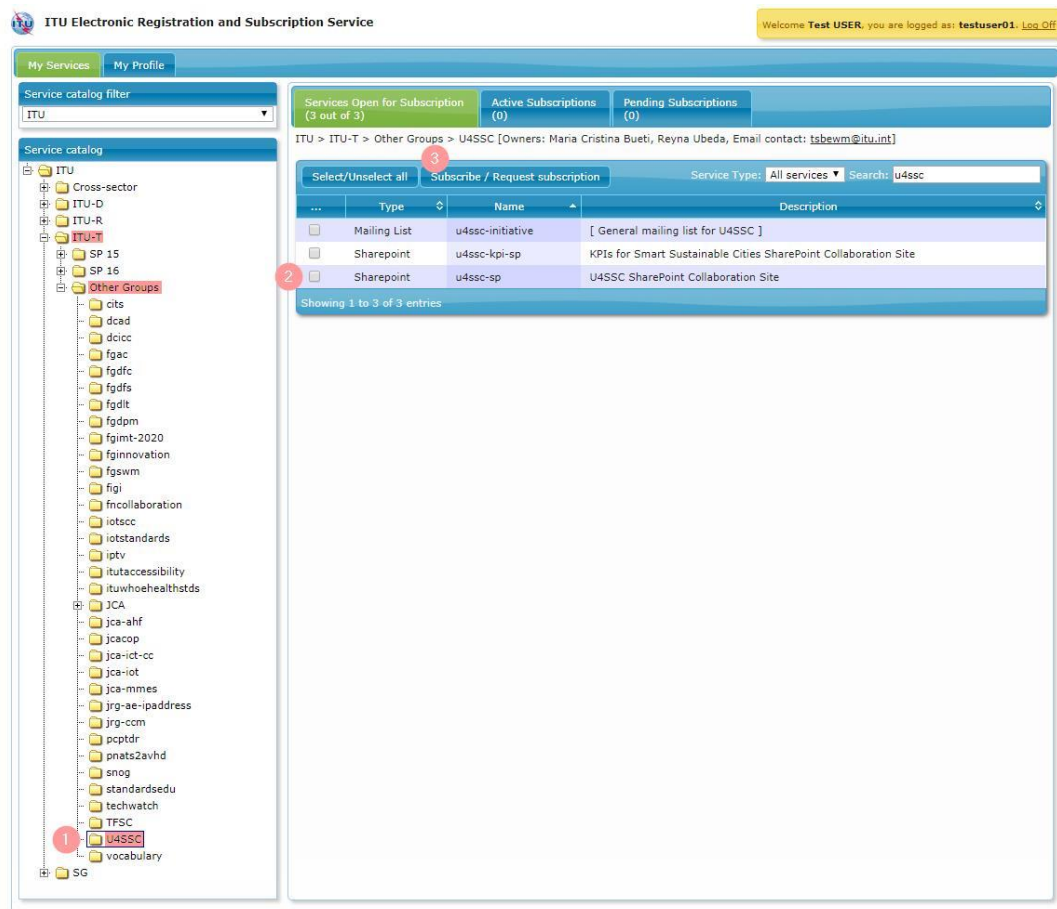 ITU Electronic Registration and Subscription Service
Welcome Test USER, you are logged as: testuser01. Log Off
My Services
My Profile
Service catalog filter
ITU
Service catalog
ITU
Cross-sector
ITU-D
ITU-R
ITU-T
SP 15
SP 16
Other Groups
cits
dcad
dcicc
fgac
fgdfc
fgdfs
fgdlt
fgdpm
fgimt-2020
fginnovation
fgswm
figi
fncollaboration
iotscc
iotstandards
iptv
itutaccessibility
ituwhoehealthstds
JCA
jca-ahf
jcacop
jca-ict-cc
jca-iot
jca-mmes
jrg-ae-ipaddress
jrg-ccm
pcptdr
pnats2avhd
snog
standardsedu
techwatch
TFSC
1 U4SSC
vocabulary
SG
Services Open for Subscription (3 out of 3)
Active Subscriptions (0)
Pending Subscriptions (0)
ITU > ITU-T > Other Groups > U4SSC [Owners: Maria Cristina Bueti, Reyna Ubeda, Email contact: tsbewm@itu.int]
3
Select/Unselect all Subscribe / Request subscription Service Type: All services Search: u4ssc
... Type Name Description
Mailing List u4ssc-initiative [ General mailing list for U4SSC ]
Sharepoint u4ssc-kpi-sp KPIs for Smart Sustainable Cities SharePoint Collaboration Site
2 Sharepoint u4ssc-sp U4SSC SharePoint Collaboration Site
Showing 1 to 3 of 3 entries